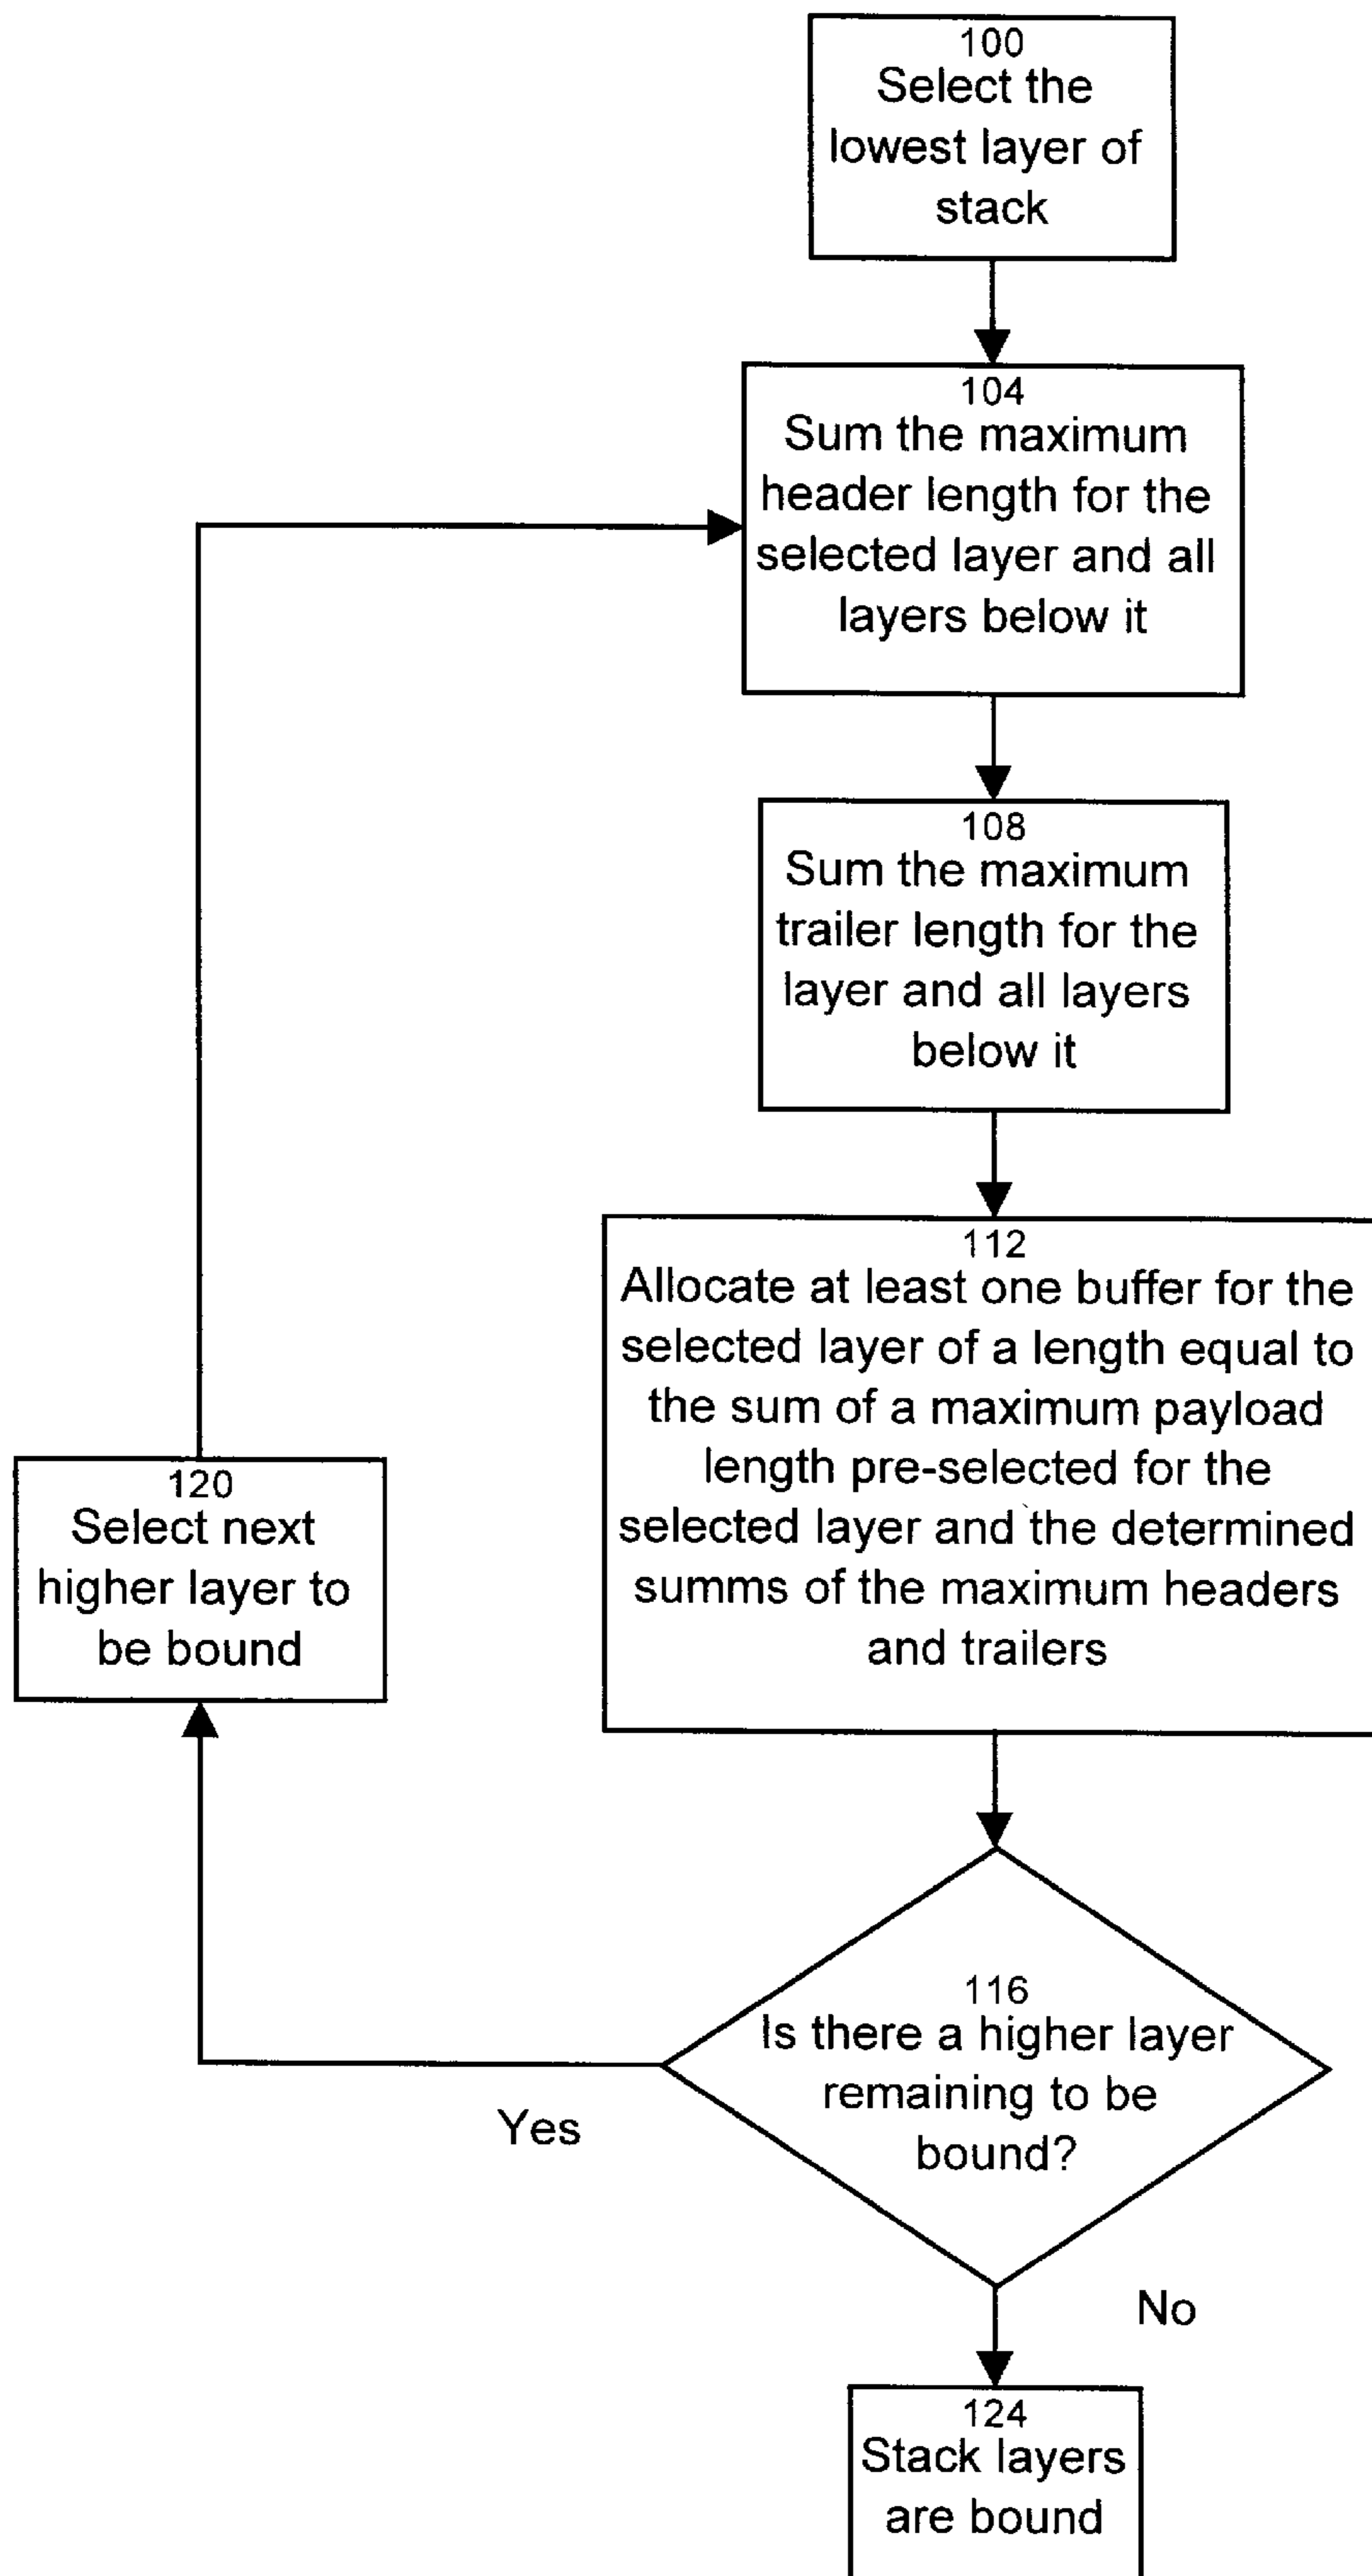 100
Select the
lowest layer of
stack
104
Sum the maximum
header length for the
selected layer and all
layers below it
108
Sum the maximum
trailer length for the
layer and all layers
below it
112
Allocate at least one buffer for the
selected layer of a length equal to
the sum of a maximum payload
length pre-selected for the
selected layer and the determined
summs of the maximum headers
and trailers
120
Select next
higher layer to
be bound
116
Is there a higher layer
remaining to be
bound?
Yes
No
124
Stack layers
are bound